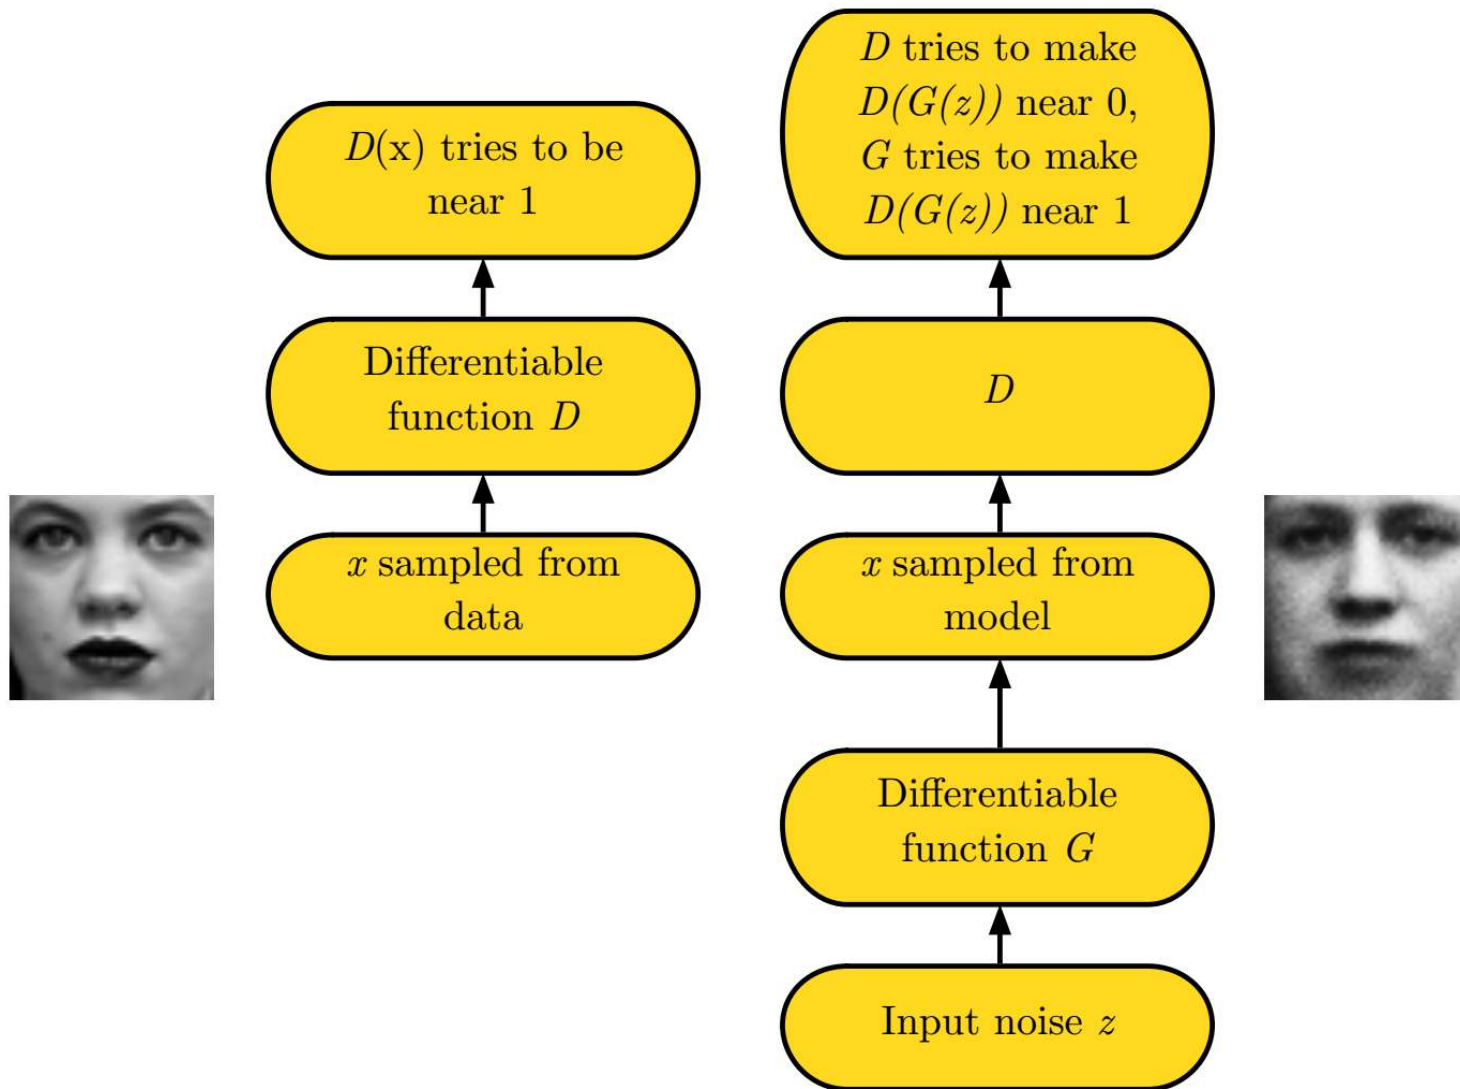 D(x) tries to be
near 1
Differentiable
function D
x sampled from
data
D tries to make
D(G(z)) near 0,
G tries to make
D(G(z)) near 1
D
x sampled from
model
Differentiable
function G
Input noise z